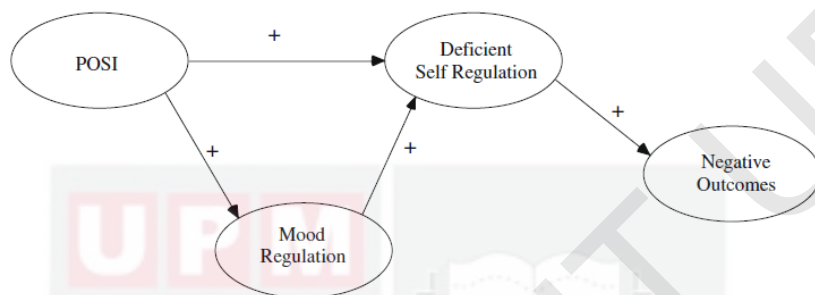 +
POSI
Deficient
Self Regulation
+
+
+
Negative
Outcomes
Mood
Regulation
UPM